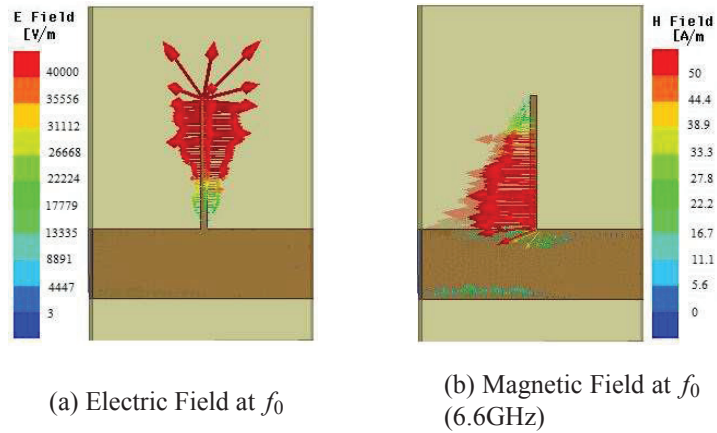 E Field
[V/m
40000
35556
31112
26668
22224
17779
13335
8891
4447
3
H Field
[A/m
50
44.4
38.9
33.3
27.8
22.2
16.7
11.1
5.6
0
(a) Electric Field at f₀
(b) Magnetic Field at f₀
(6.6GHz)